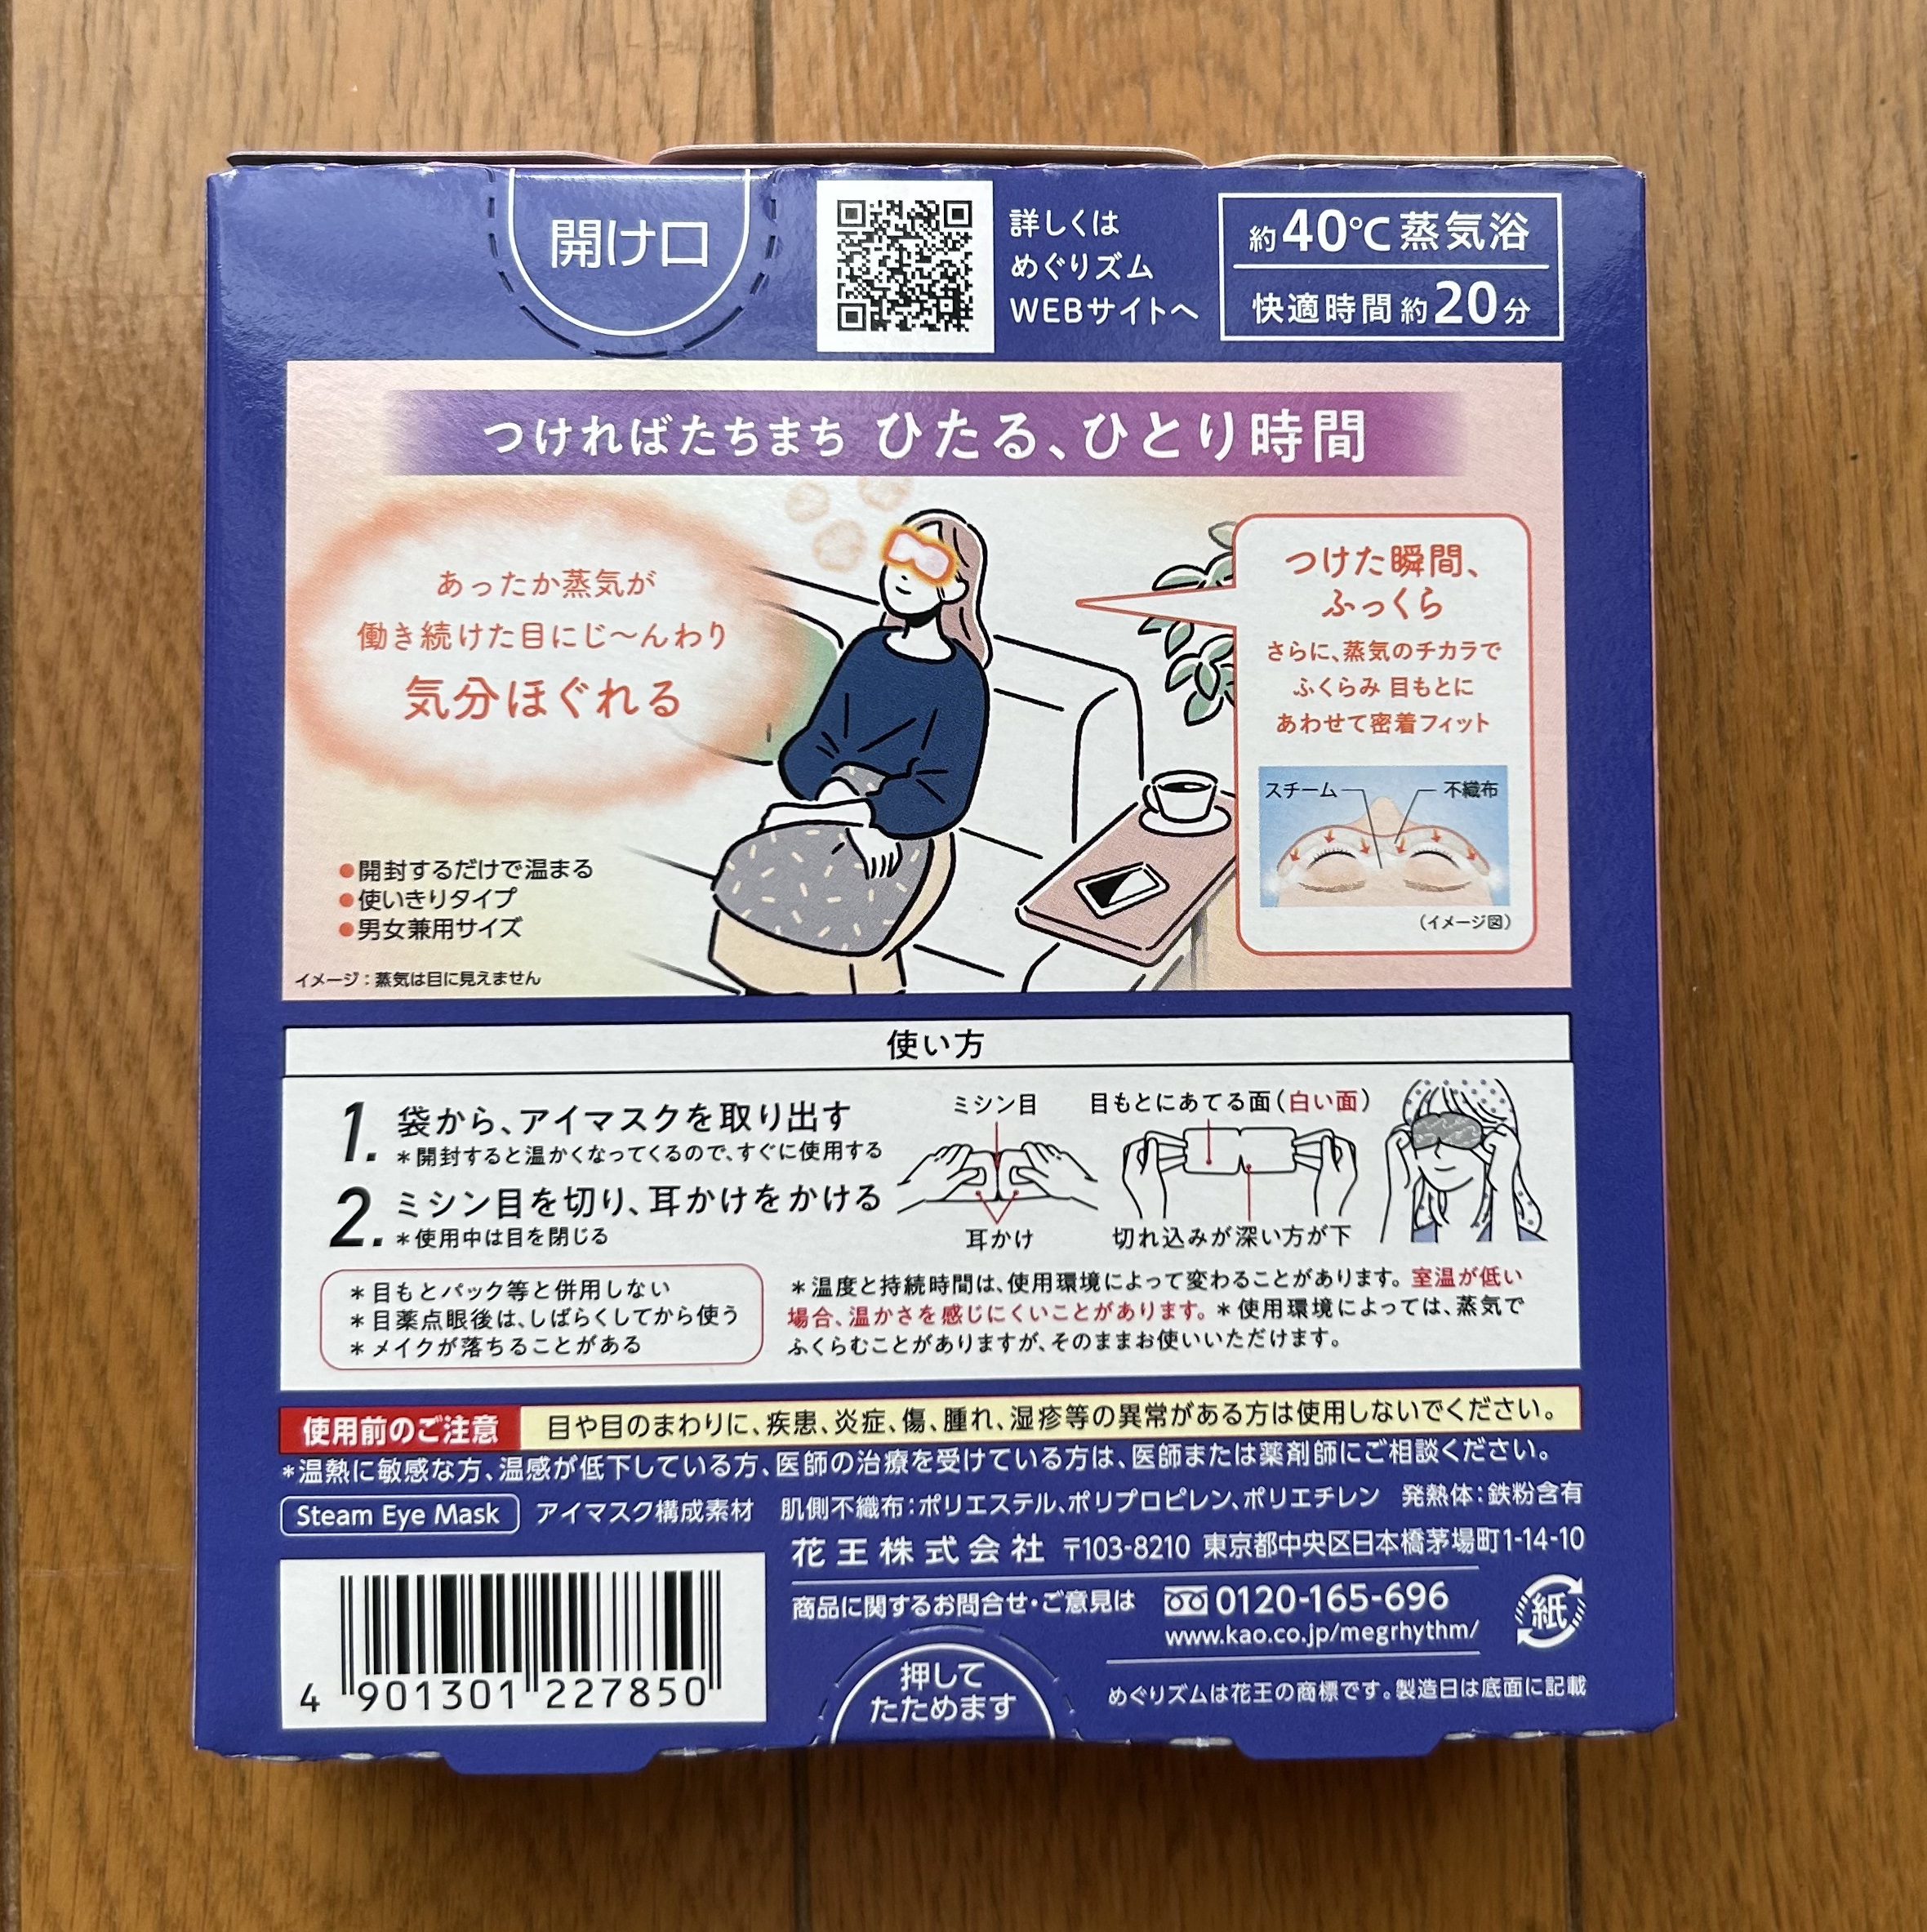 開け口
詳しくは
めぐりズム
WEBサイトへ
約40℃蒸気浴
快適時間約20分
つければたちまち ひたる、ひとり時間
あったか蒸気が
働き続けた目にじ〜んわり
気分ほぐれる
つけた瞬間、
ふっくら
さらに、蒸気のチカラで
ふくらみ 目もとに
あわせて密着フィット
スチーム 不織布
(イメージ図)
●開封するだけで温まる
●使いきりタイプ
●男女兼用サイズ
イメージ:蒸気は目に見えません
使い方
1. 袋から、アイマスクを取り出す
*開封すると温かくなってくるので、すぐに使用する
2. ミシン目を切り、耳かけをかける
*使用中は目を閉じる
ミシン目
耳かけ
目もとにあてる面(白い面)
切れ込みが深い方が下
*目もとパック等と併用しない
*目薬点眼後は、しばらくしてから使う
*メイクが落ちることがある
*温度と持続時間は、使用環境によって変わることがあります。室温が低い
場合、温かさを感じにくいことがあります。*使用環境によっては、蒸気で
ふくらむことがありますが、そのままお使いいただけます。
使用前のご注意 目や目のまわりに、疾患、炎症、傷、腫れ、湿疹等の異常がある方は使用しないでください。
*温熱に敏感な方、温感が低下している方、医師の治療を受けている方は、医師または薬剤師にご相談ください。
Steam Eye Mask アイマスク構成素材 肌側不織布:ポリエステル、ポリプロピレン、ポリエチレン 発熱体:鉄粉含有
花王株式会社 〒103-8210 東京都中央区日本橋茅場町1-14-10
商品に関するお問合せ・ご意見は 0120-165-696
www.kao.co.jp/megrhythm/
紙
めぐりズムは花王の商標です。製造日は底面に記載
押して
たためます
4 901301 227850